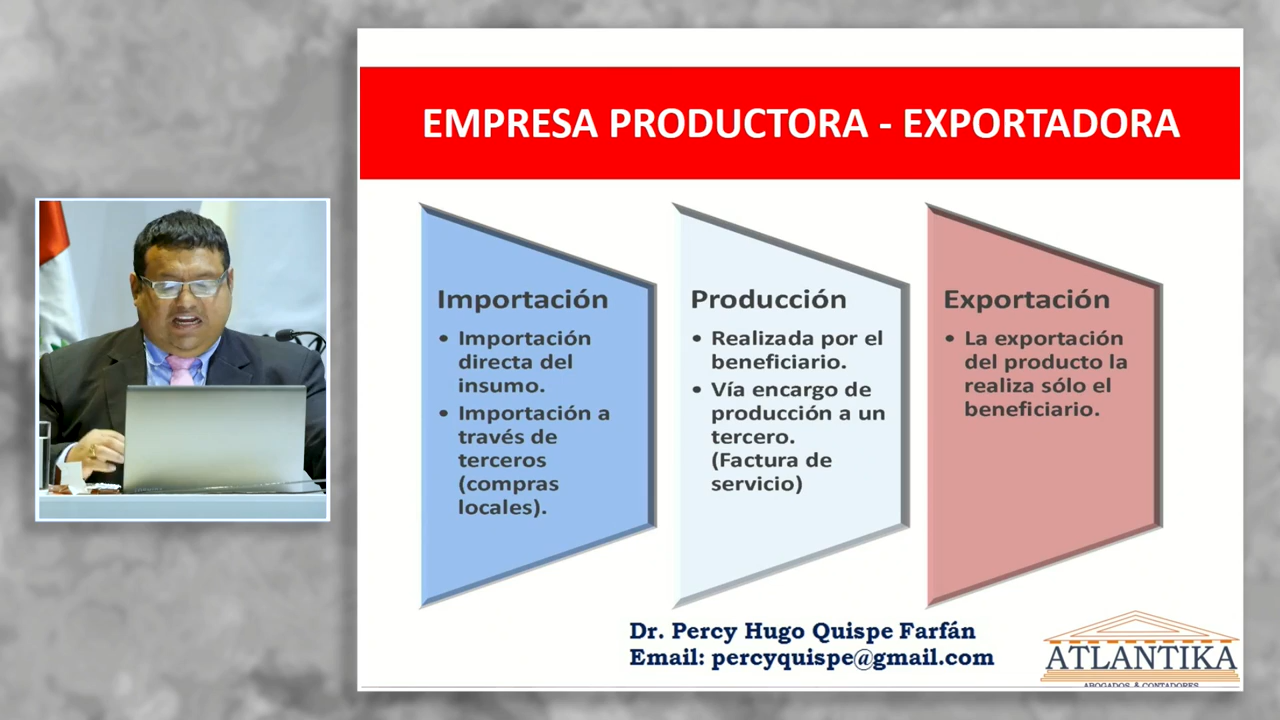 EMPRESA PRODUCTORA - EXPORTADORA
Importación
• Importación
directa del
insumo.
• Importación a
través de
terceros
(compras
locales).
Producción
• Realizada por el
beneficiario.
• Vía encargo de
producción a un
tercero.
(Factura de
servicio)
Exportación
• La exportación
del producto la
realiza sólo el
beneficiario.
Dr. Percy Hugo Quispe Farfán
Email: percyquispe@gmail.com
ATLANTIKA
ABOGADOS & CONTADORES